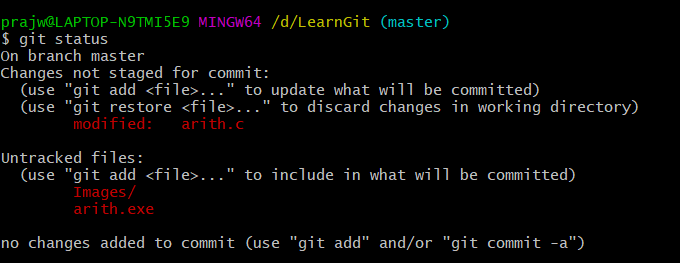 prajw@LAPTOP-N9TMI5E9 MINGW64 /d/LearnGit (master)
$ git status
On branch master
Changes not staged for commit:
  (use "git add <file>..." to update what will be committed)
  (use "git restore <file>..." to discard changes in working directory)
        modified:   arith.c

Untracked files:
  (use "git add <file>..." to include in what will be committed)
        Images/
        arith.exe

no changes added to commit (use "git add" and/or "git commit -a")